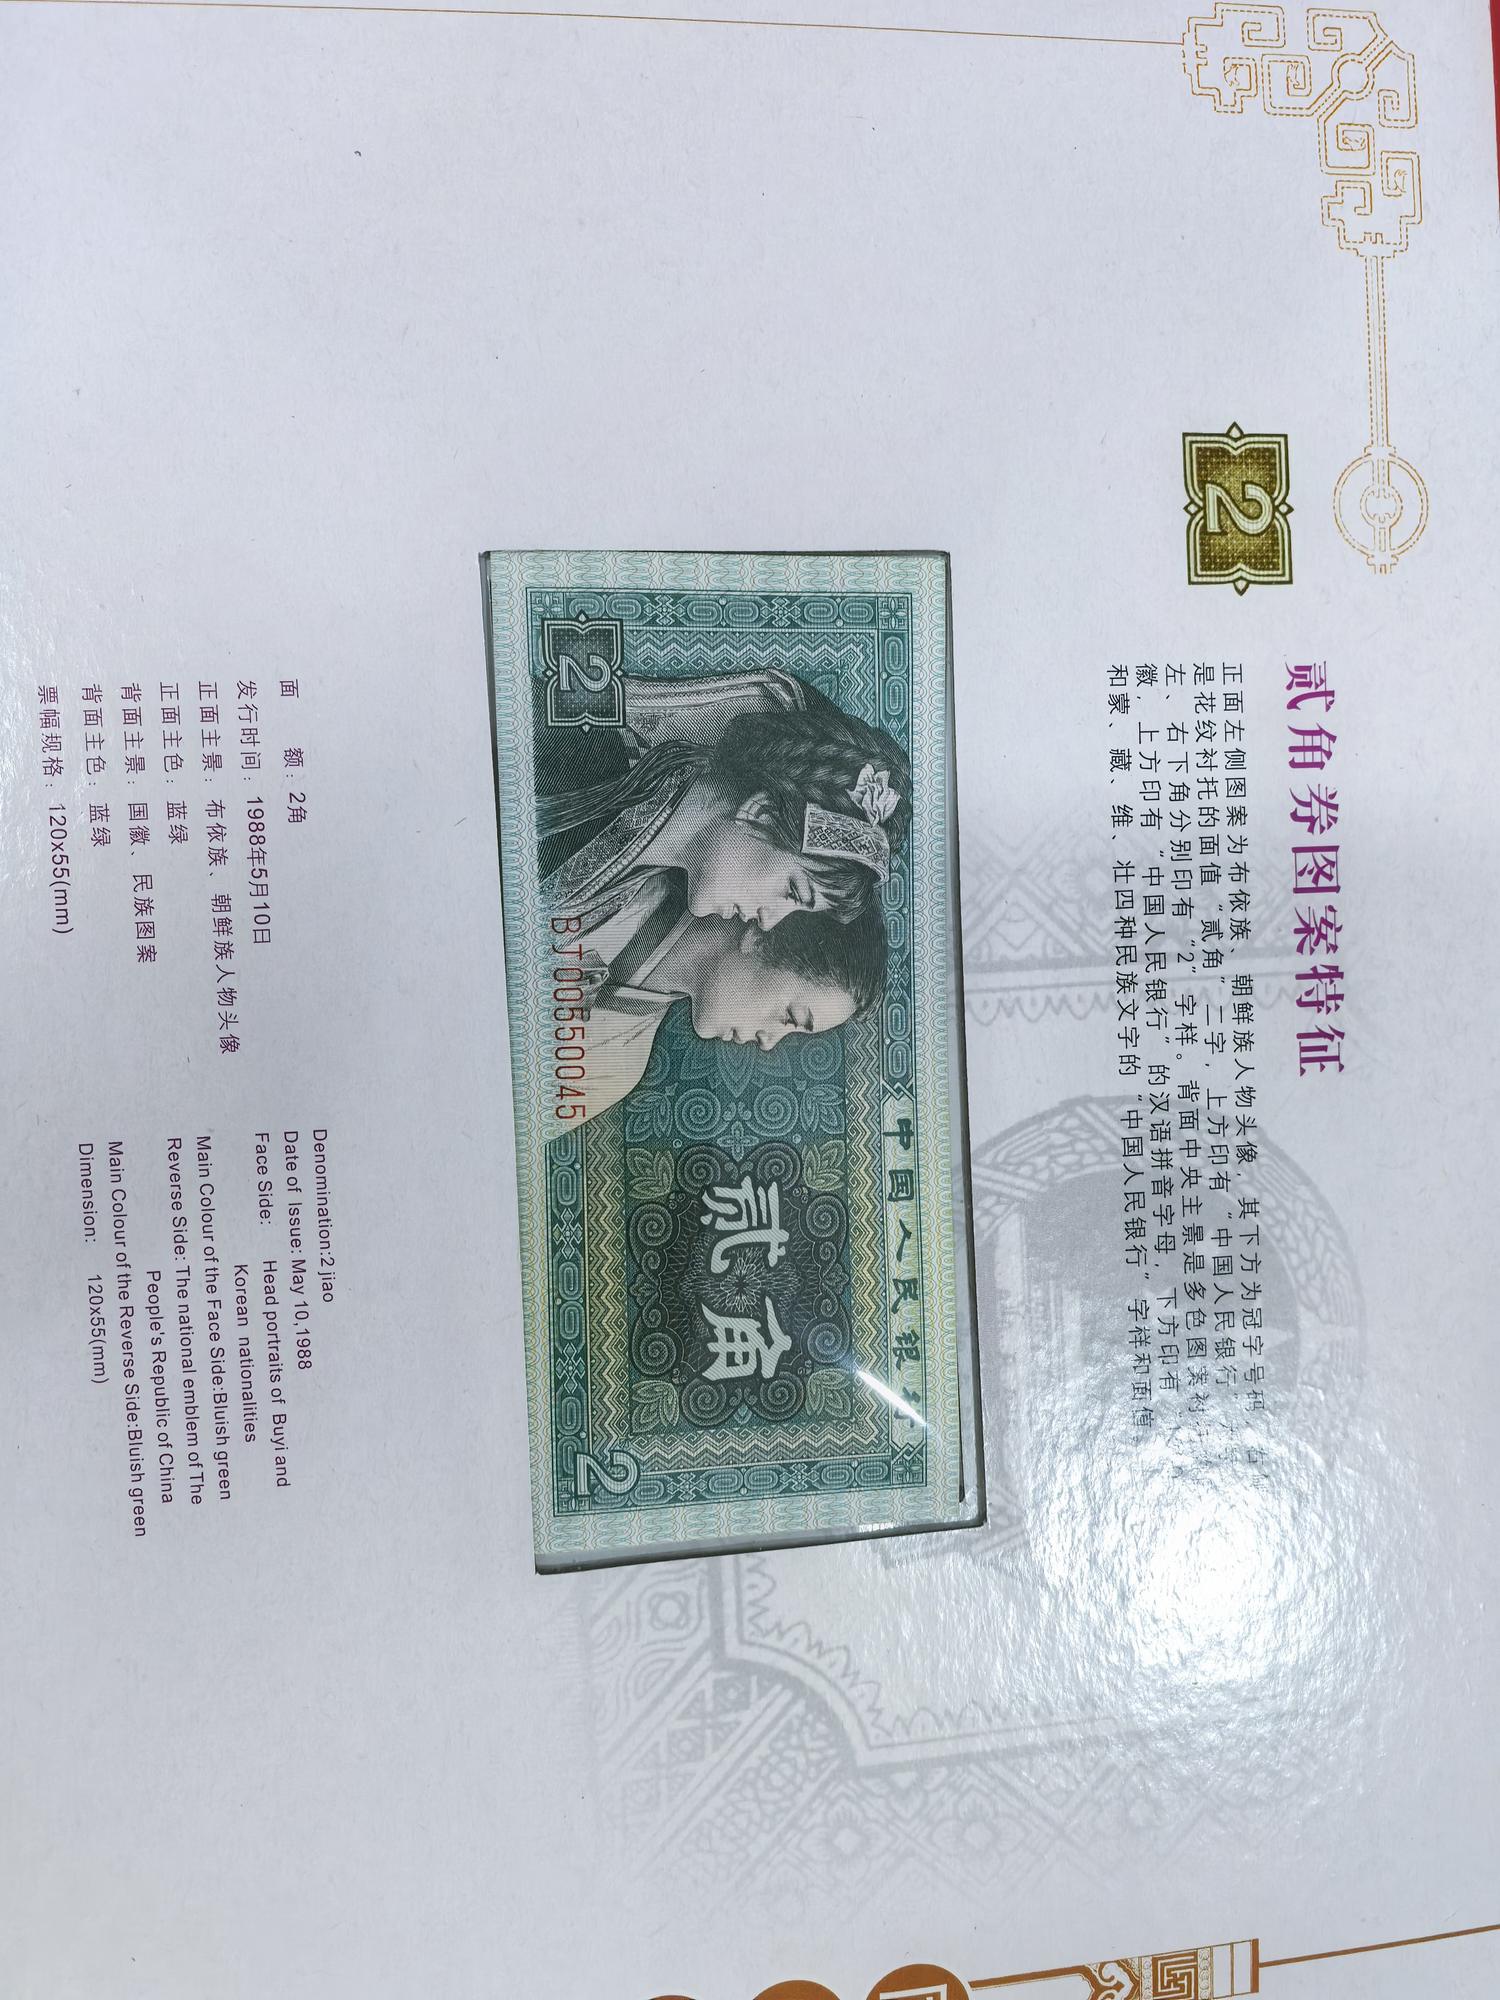 2
贰角券图案特征
正面左侧图案为布依族、朝鲜族人物头像，其下方为冠字号码，右侧
是花纹衬托的面值“贰角”二字，上方印有“中国人民银行”
左、右下角分别印有“2”字样。背面中央主景是多色图案衬
徽，上方印有“中国人民银行”的汉语拼音字母，下方印有
和蒙、藏、维、壮四种民族文字的“中国人民银行”字样和面值。
中国人民银行
贰角
BJ00550045
2
2
面 额：2角
发行时间：1988年5月10日
正面主景：布依族、朝鲜族人物头像
正面主色：蓝绿
背面主景：国徽、民族图案
背面主色：蓝绿
票幅规格：120x55(mm)
Denomination:2 jiao
Date of Issue: May 10,1988
Face Side: Head portraits of Buyi and
Korean nationalities
Main Colour of the Face Side:Bluish green
Reverse Side: The national emblem of The
People's Republic of China
Main Colour of the Reverse Side:Bluish green
Dimension: 120x55(mm)